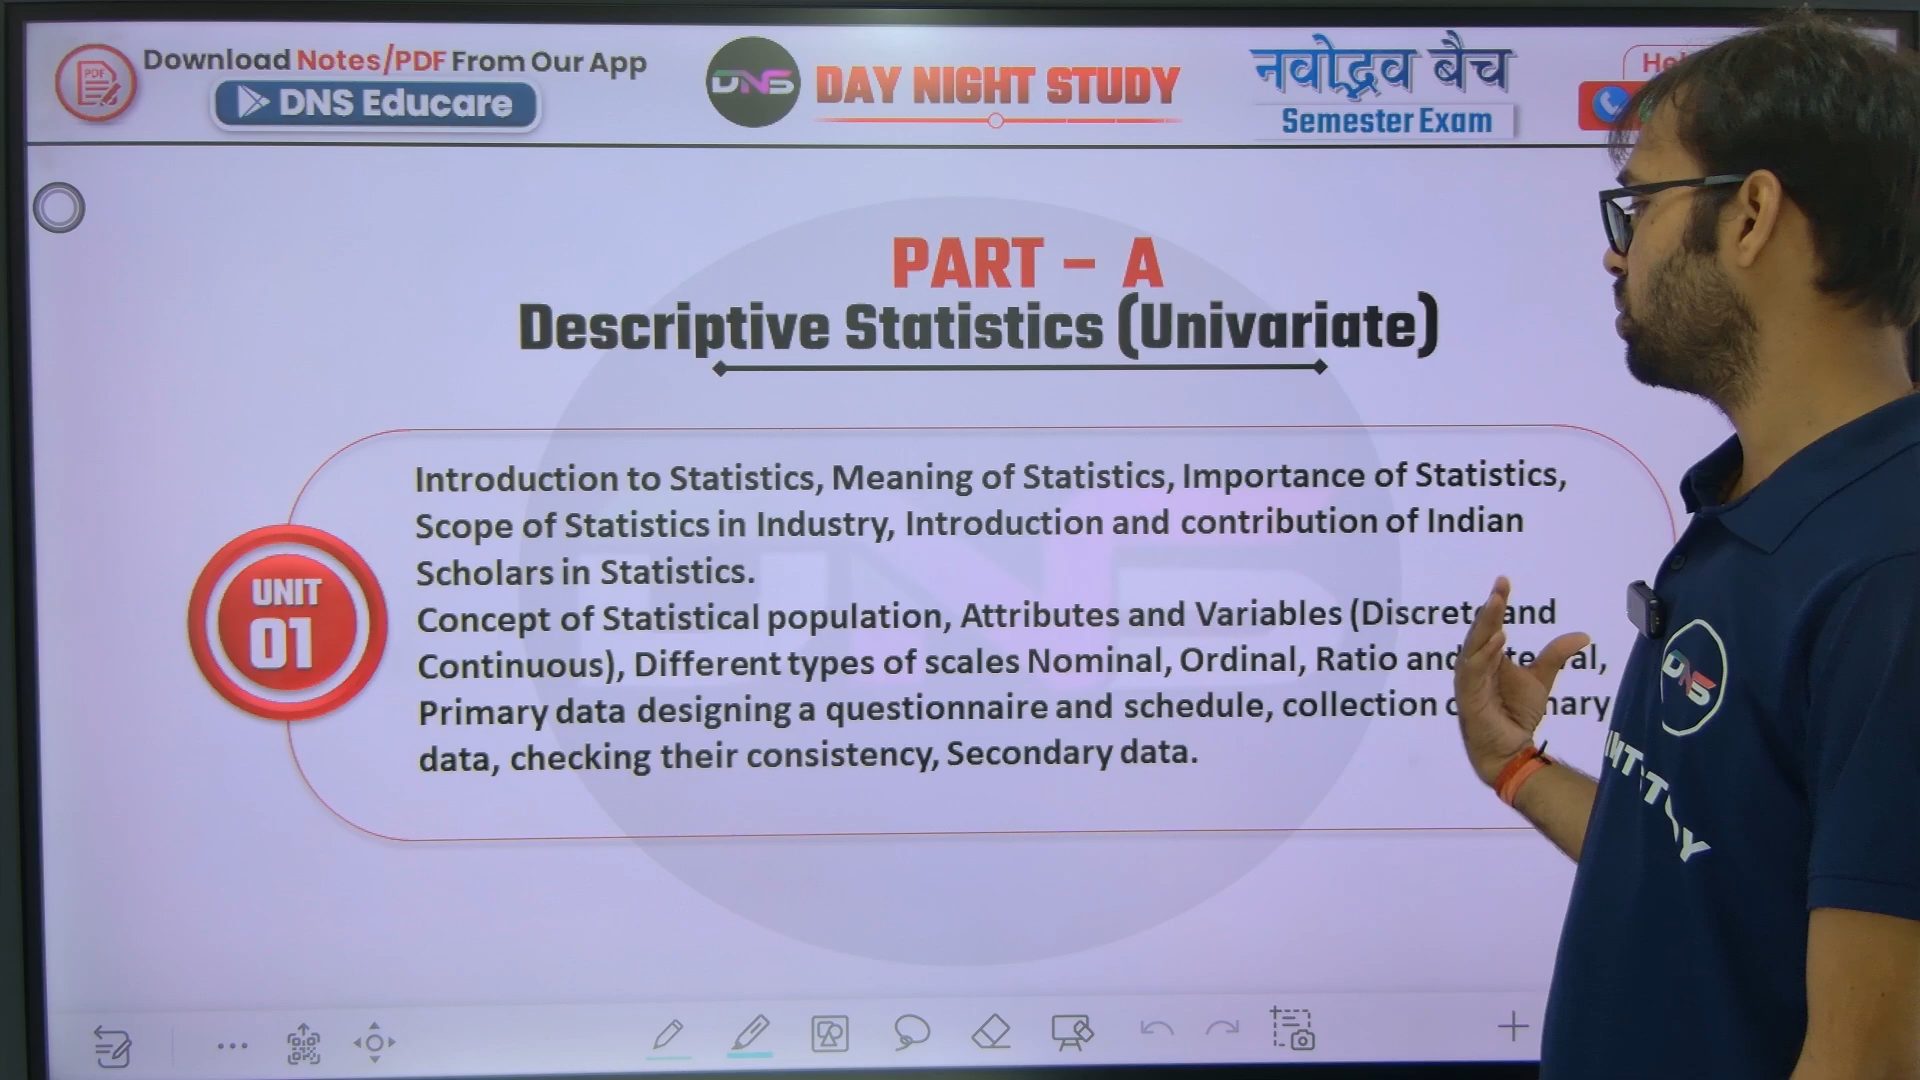 Download Notes/PDF From Our App
DNS Educare
PDF
DNS
DAY NIGHT STUDY
नवोद्भव बैच
Semester Exam
PART – A
Descriptive Statistics (Univariate)
UNIT
01
Introduction to Statistics, Meaning of Statistics, Importance of Statistics,
Scope of Statistics in Industry, Introduction and contribution of Indian
Scholars in Statistics.
Concept of Statistical population, Attributes and Variables (Discrete and
Continuous), Different types of scales Nominal, Ordinal, Ratio and
Primary data designing a questionnaire and schedule, collection
data, checking their consistency, Secondary data.
DNS